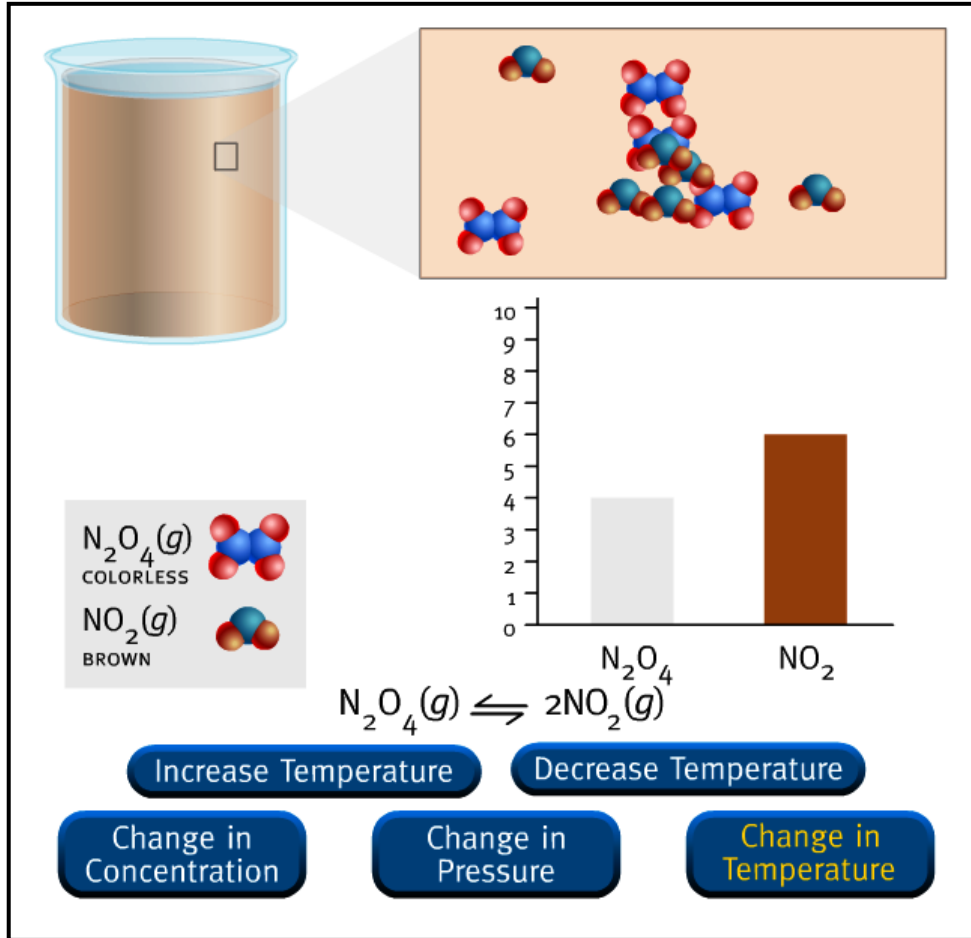 10
9
8
7
6
5
4
3
2
1
0
N₂O₄ NO₂
N₂O₄(g)
COLORLESS
NO₂(g)
BROWN
N₂O₄(g) ⇌ 2NO₂(g)
Increase Temperature Decrease Temperature
Change in
Concentration
Change in
Pressure
Change in
Temperature